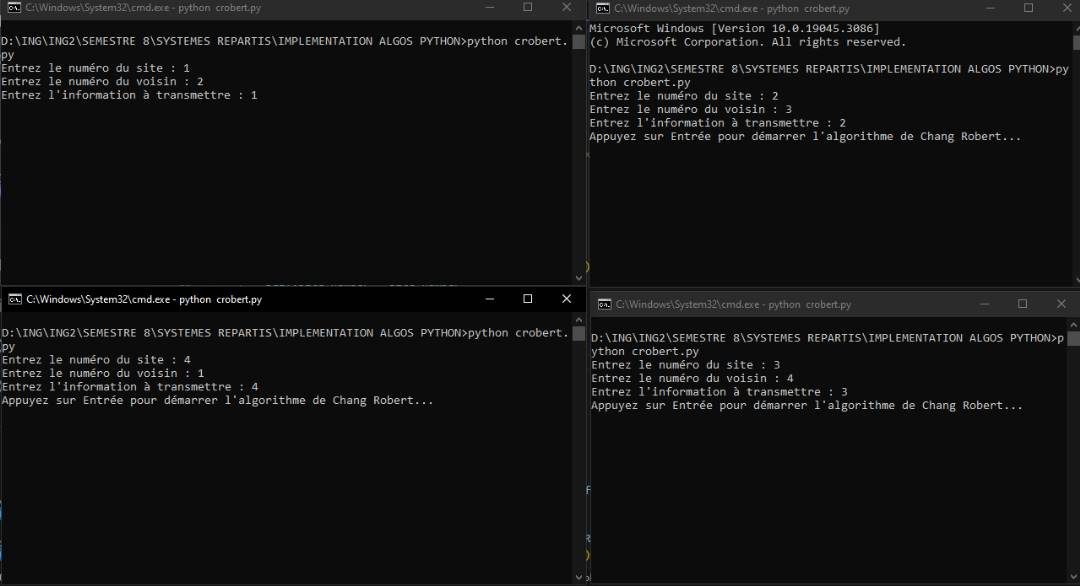 C:\Windows\System32\cmd.exe - python crobert.py
D:\ING\ING2\SEMESTRE 8\SYSTEMES REPARTIS\IMPLEMENTATION ALGOS PYTHON>python crobert.
py
Entrez le numéro du site : 1
Entrez le numéro du voisin : 2
Entrez l'information à transmettre : 1
C:\Windows\System32\cmd.exe - python crobert.py
Microsoft Windows [Version 10.0.19045.3086]
(c) Microsoft Corporation. All rights reserved.
D:\ING\ING2\SEMESTRE 8\SYSTEMES REPARTIS\IMPLEMENTATION ALGOS PYTHON>py
thon crobert.py
Entrez le numéro du site : 2
Entrez le numéro du voisin : 3
Entrez l'information à transmettre : 2
Appuyez sur Entrée pour démarrer l'algorithme de Chang Robert...
C:\Windows\System32\cmd.exe - python crobert.py
D:\ING\ING2\SEMESTRE 8\SYSTEMES REPARTIS\IMPLEMENTATION ALGOS PYTHON>python crobert.
py
Entrez le numéro du site : 4
Entrez le numéro du voisin : 1
Entrez l'information à transmettre : 4
Appuyez sur Entrée pour démarrer l'algorithme de Chang Robert...
C:\Windows\System32\cmd.exe - python crobert.py
D:\ING\ING2\SEMESTRE 8\SYSTEMES REPARTIS\IMPLEMENTATION ALGOS PYTHON>p
ython crobert.py
Entrez le numéro du site : 3
Entrez le numéro du voisin : 4
Entrez l'information à transmettre : 3
Appuyez sur Entrée pour démarrer l'algorithme de Chang Robert...